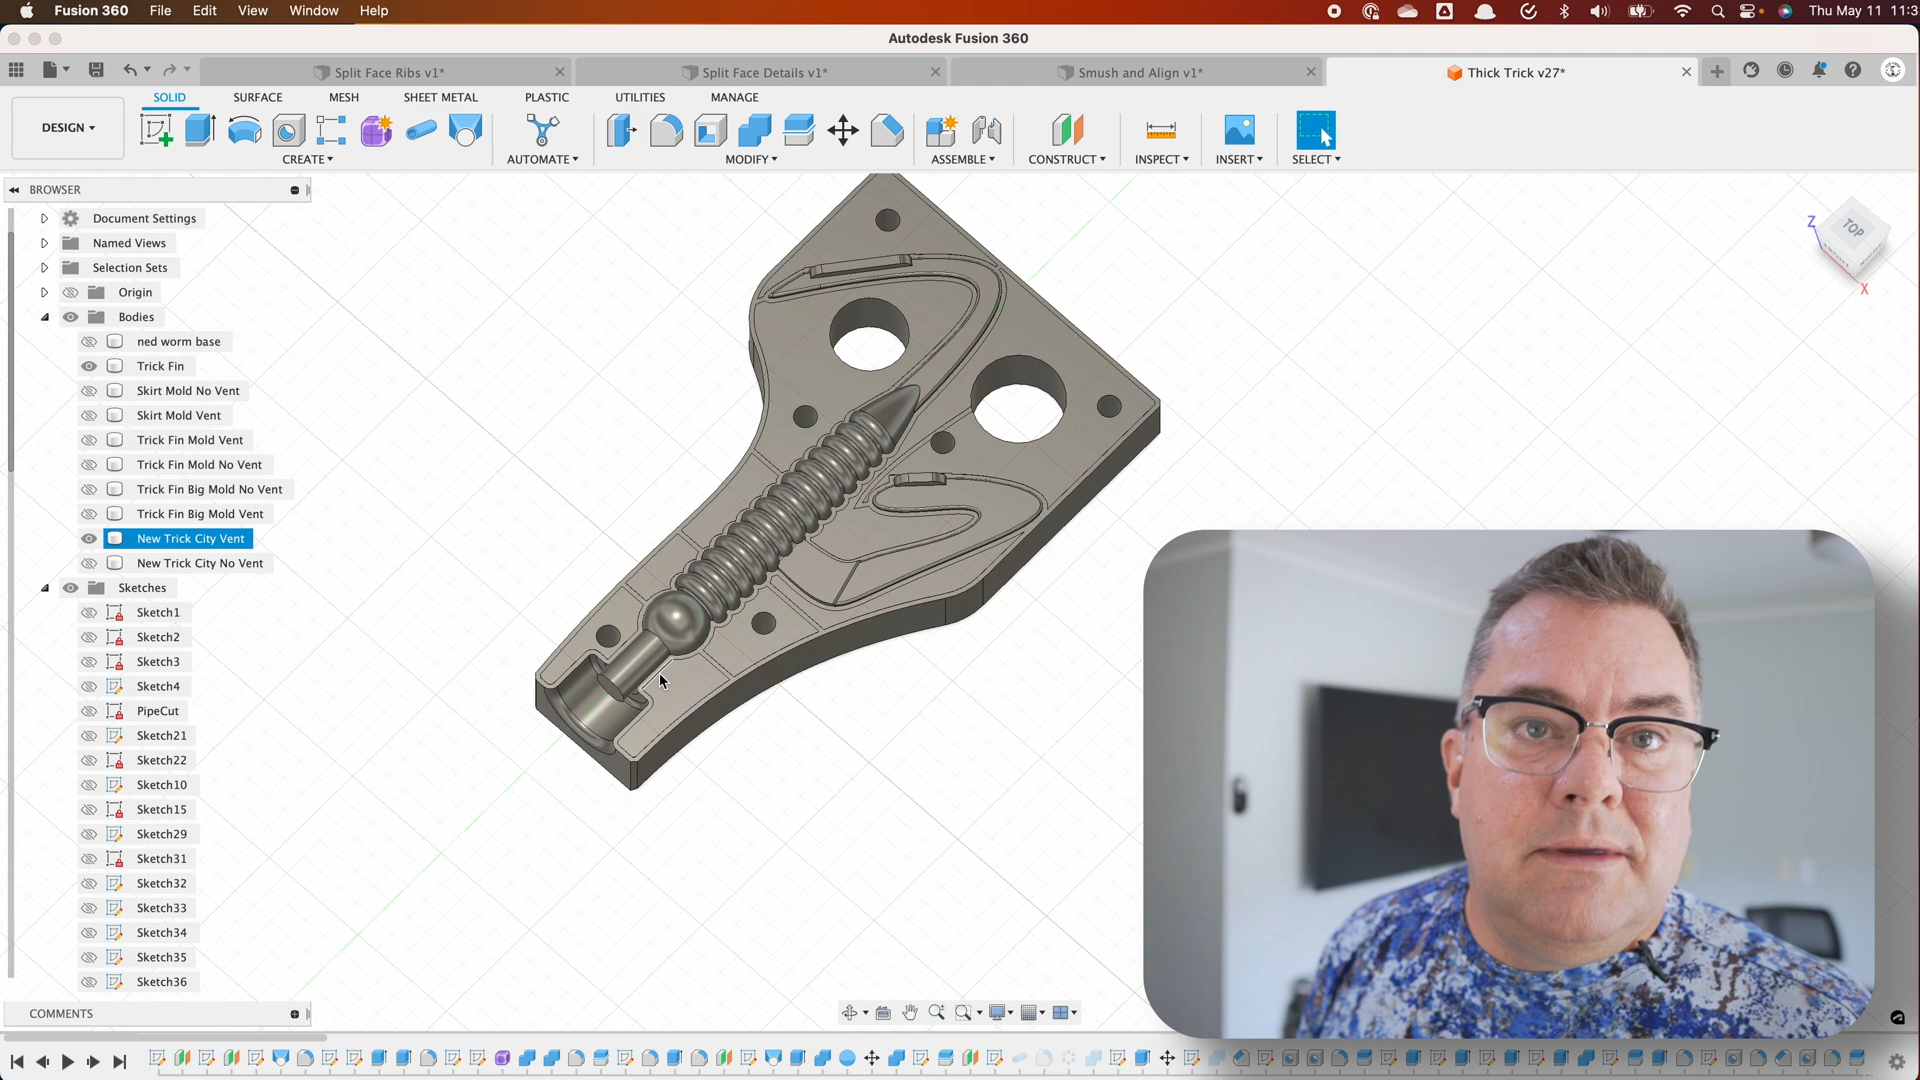 Fusion 360 File Edit View Window Help Thu May 11 11:3
Autodesk Fusion 360
Split Face Ribs v1* Split Face Details v1* Smush and Align v1* Thick Trick v27*
SOLID SURFACE MESH SHEET METAL PLASTIC UTILITIES MANAGE
DESIGN
CREATE AUTOMATE MODIFY ASSEMBLE CONSTRUCT INSPECT INSERT SELECT
BROWSER
Document Settings
Named Views
Selection Sets
Origin
Bodies
ned worm base
Trick Fin
Skirt Mold No Vent
Skirt Mold Vent
Trick Fin Mold Vent
Trick Fin Mold No Vent
Trick Fin Big Mold No Vent
Trick Fin Big Mold Vent
New Trick City Vent
New Trick City No Vent
Sketches
Sketch1
Sketch2
Sketch3
Sketch4
PipeCut
Sketch21
Sketch22
Sketch10
Sketch15
Sketch29
Sketch31
Sketch32
Sketch33
Sketch34
Sketch35
Sketch36
COMMENTS
Z
TOP
X